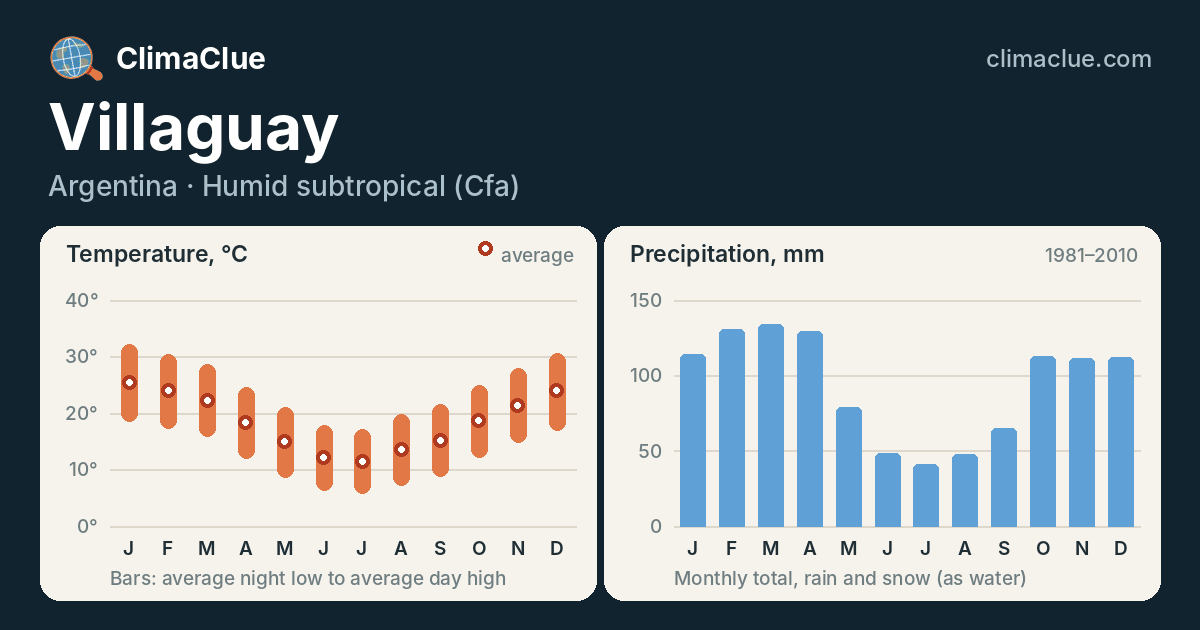 ClimaClue
climaclue.com
Villaguay
Argentina · Humid subtropical (Cfa)
Temperature, °C
average
40°
30°
20°
10°
0°
J F M A M J J A S O N D
Bars: average night low to average day high
Precipitation, mm
1981–2010
150
100
50
0
J F M A M J J A S O N D
Monthly total, rain and snow (as water)